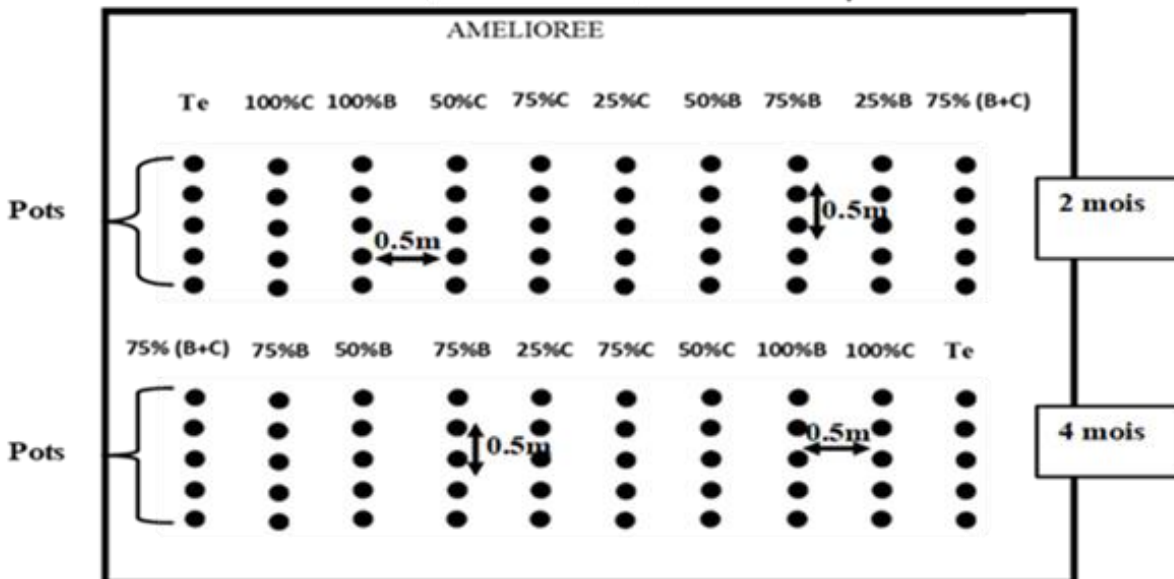 AMELIOREE
Te 100%C 100%B 50%C 75%C 25%C 50%B 75%B 25%B 75% (B+C)
Pots
0.5m
0.5m
2 mois
75% (B+C) 75%B 50%B 75%B 25%C 75%C 50%C 100%B 100%C Te
Pots
0.5m
0.5m
4 mois